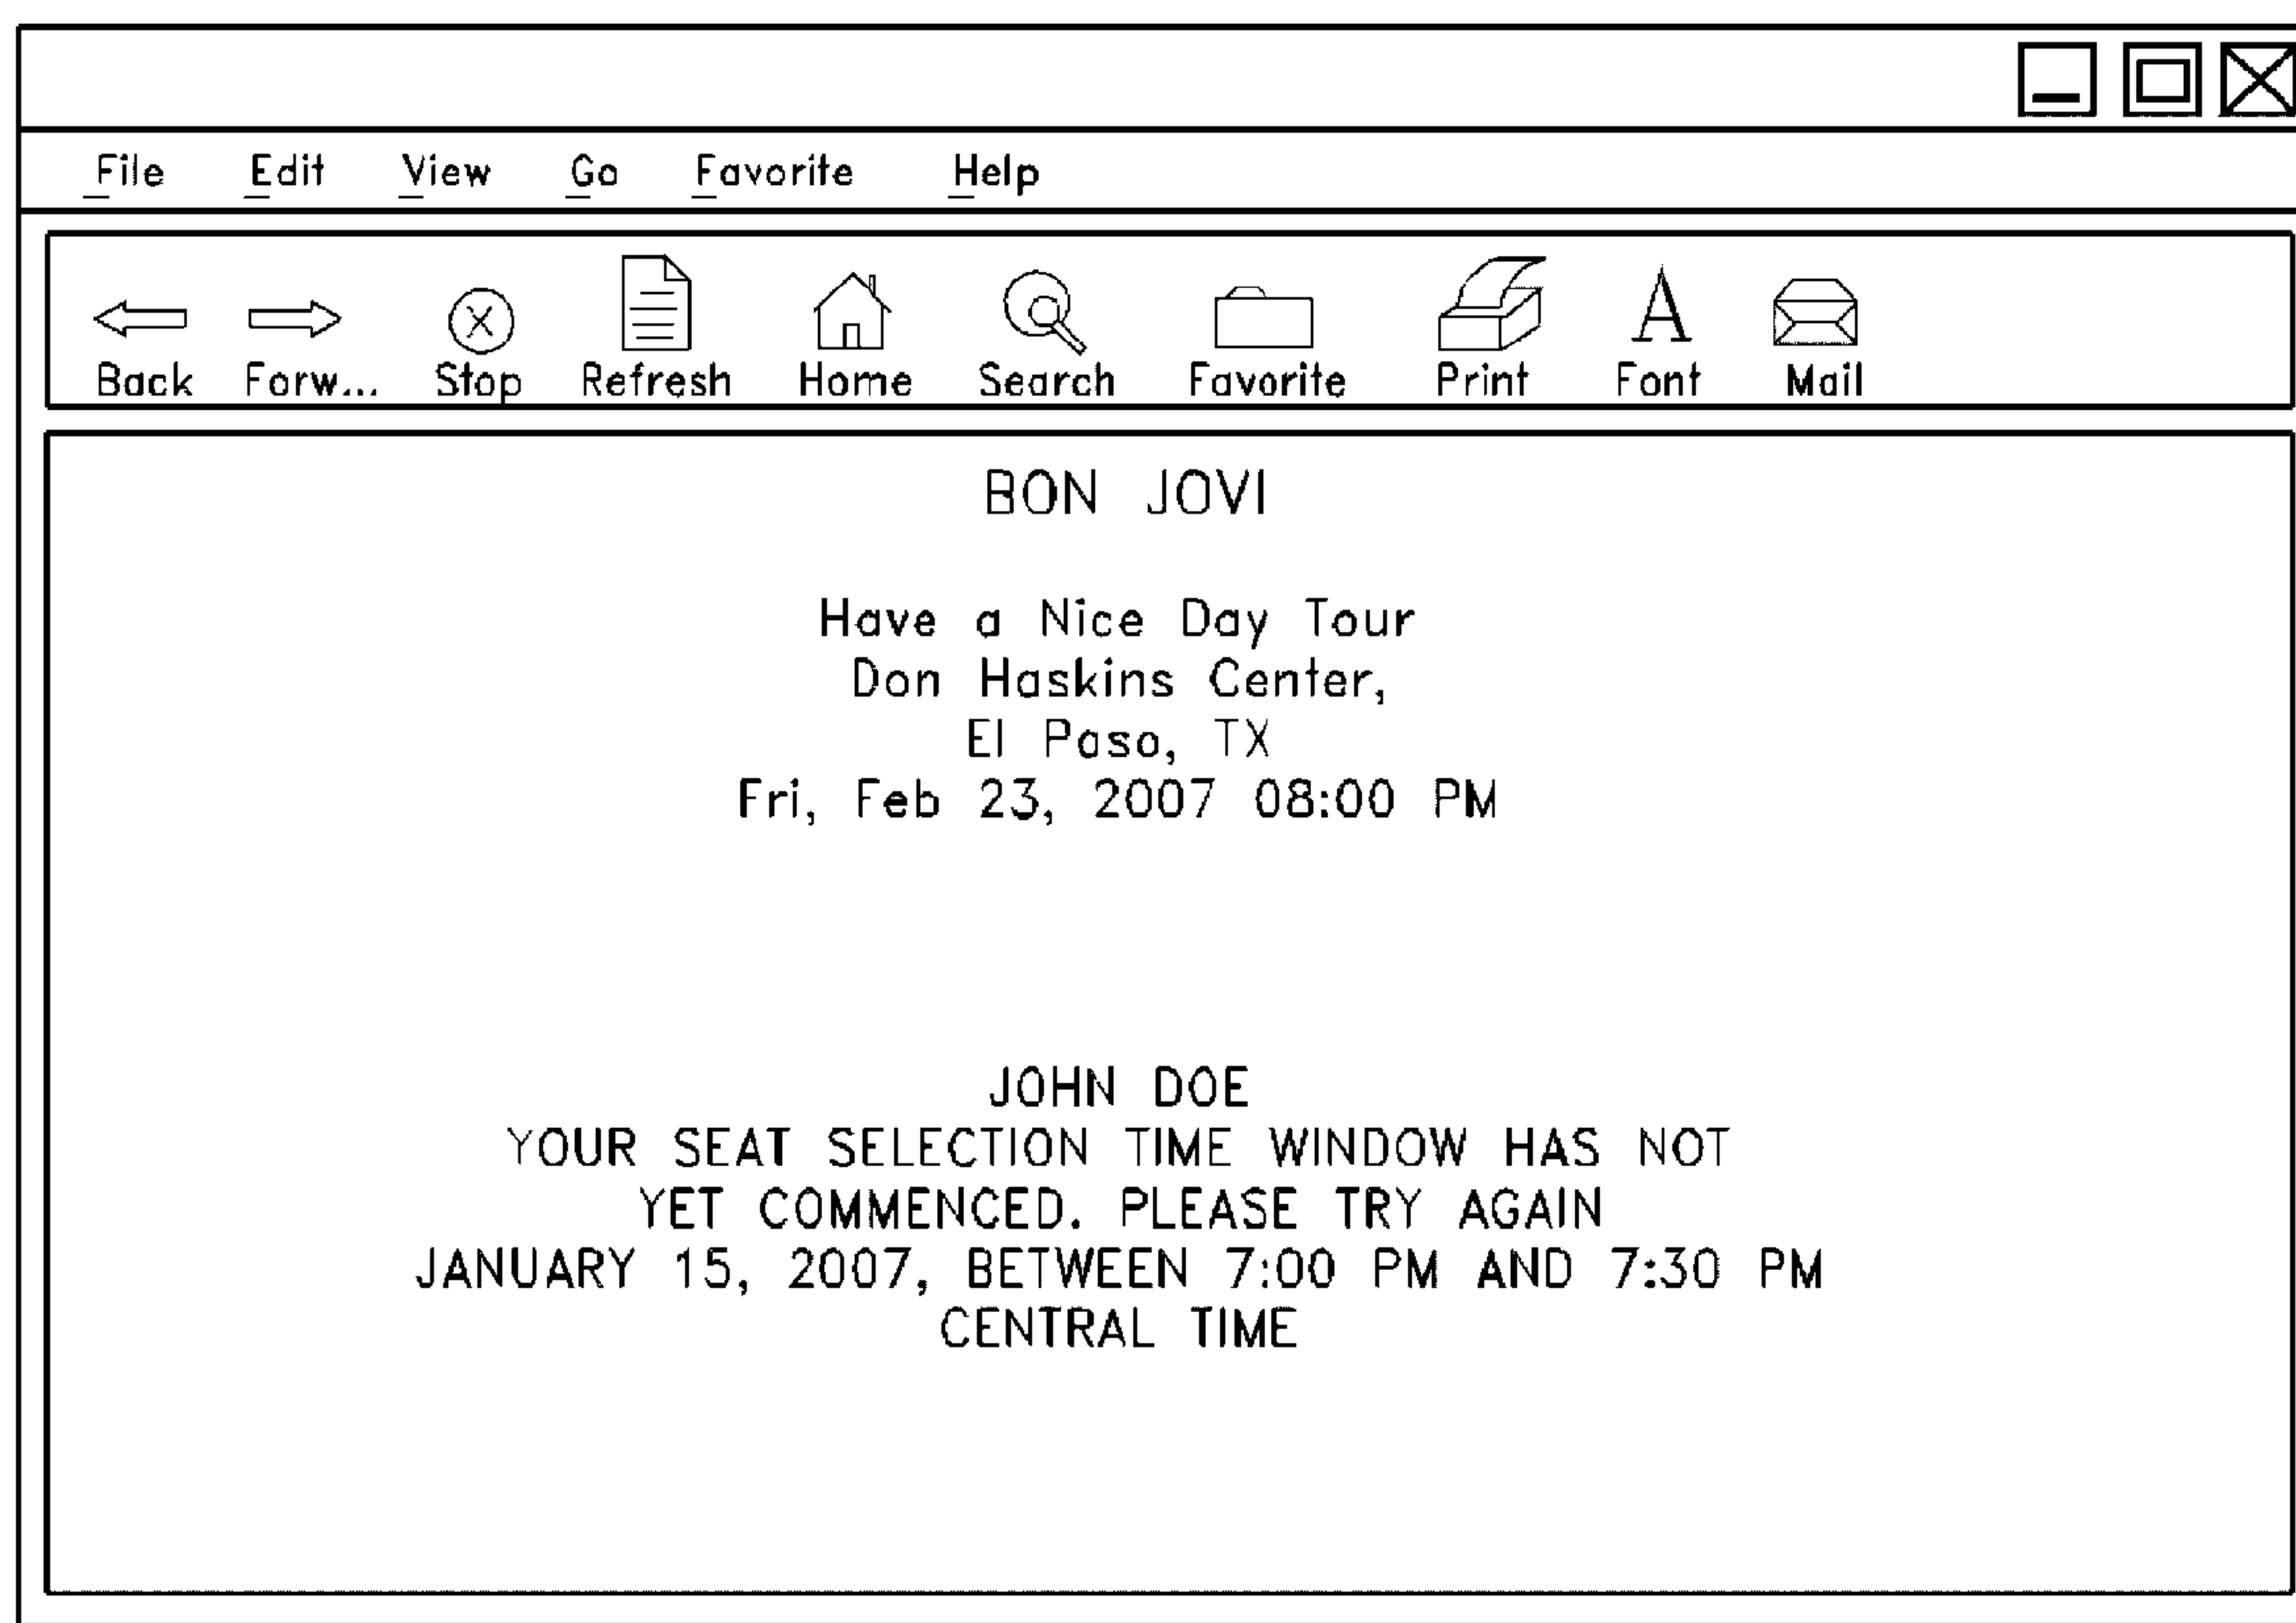 File Edit View Go Favorite Help
Back Forw... Stop Refresh Home Search Favorite Print Font Mail
BON JOVI
Have a Nice Day Tour
Don Haskins Center,
El Paso, TX
Fri, Feb 23, 2007 08:00 PM
JOHN DOE
YOUR SEAT SELECTION TIME WINDOW HAS NOT
YET COMMENCED. PLEASE TRY AGAIN
JANUARY 15, 2007, BETWEEN 7:00 PM AND 7:30 PM
CENTRAL TIME